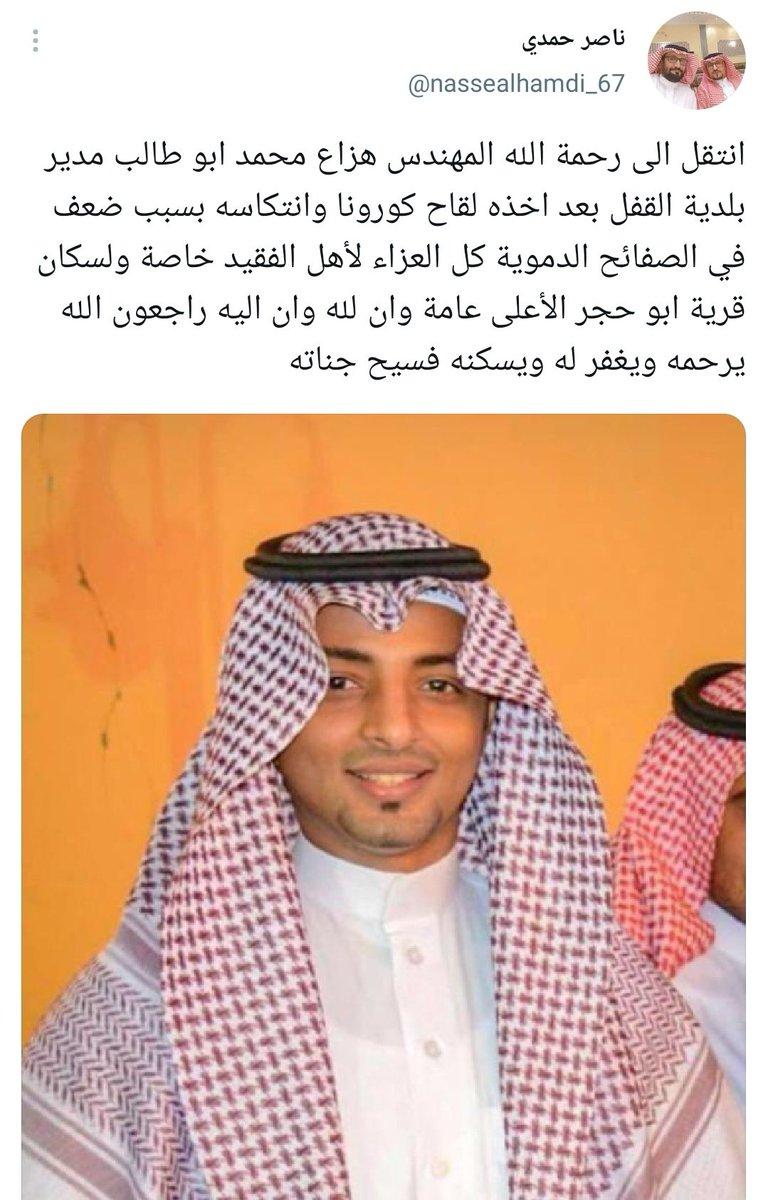 ناصر حمدي
@nassealhamdi_67
انتقل الى رحمة الله المهندس هزاع محمد ابو طالب مدير
بلدية القفل بعد اخذه لقاح كورونا وانتكاسه بسبب ضعف
في الصفائح الدموية كل العزاء لأهل الفقيد خاصة ولسكان
قرية ابو حجر الأعلى عامة وان لله وان اليه راجعون الله
يرحمه ويغفر له ويسكنه فسيح جناته